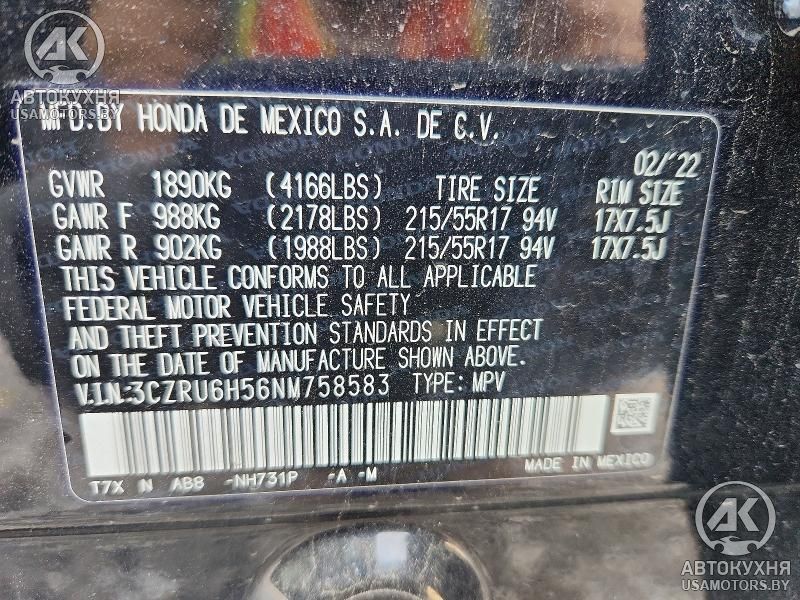 AK
АВТОКУХНЯ
USAMOTORS.BY
MFD.BY HONDA DE MEXICO S.A. DE C.V.
02/'22
GVWR 1890KG (4166LBS) TIRE SIZE RIM SIZE
GAWR F 988KG (2178LBS) 215/55R17 94V 17X7.5J
GAWR R 902KG (1988LBS) 215/55R17 94V 17X7.5J
THIS VEHICLE CONFORMS TO ALL APPLICABLE
FEDERAL MOTOR VEHICLE SAFETY
AND THEFT PREVENTION STANDARDS IN EFFECT
ON THE DATE OF MANUFACTURE SHOWN ABOVE.
V.I.N:3CZRU6H56NM758583 TYPE: MPV
T7X N AB8 -NH731P -A -M
MADE IN MEXICO
AK
АВТОКУХНЯ
USAMOTORS.BY